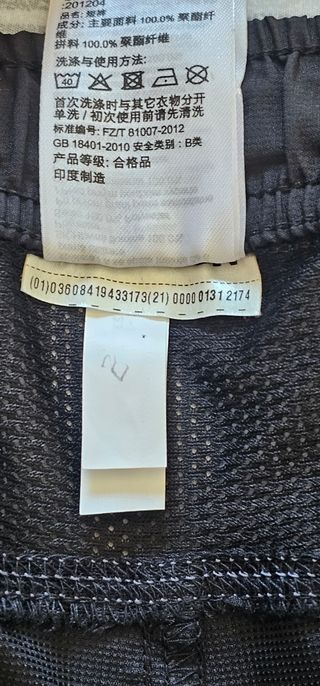 :201204
品名: 短裤
成分: 主要面料 100.0% 聚酯纤
维
拼料 100.0% 聚酯纤维
洗涤与使用方法:
40
首次洗涤时与其它衣物分开
单洗 / 初次使用前请先清洗
标准编号: FZ/T 81007-2012
GB 18401-2010 安全类别: B类
产品等级: 合格品
印度制造
(01)03608419433173(21) 0000 0131 2174